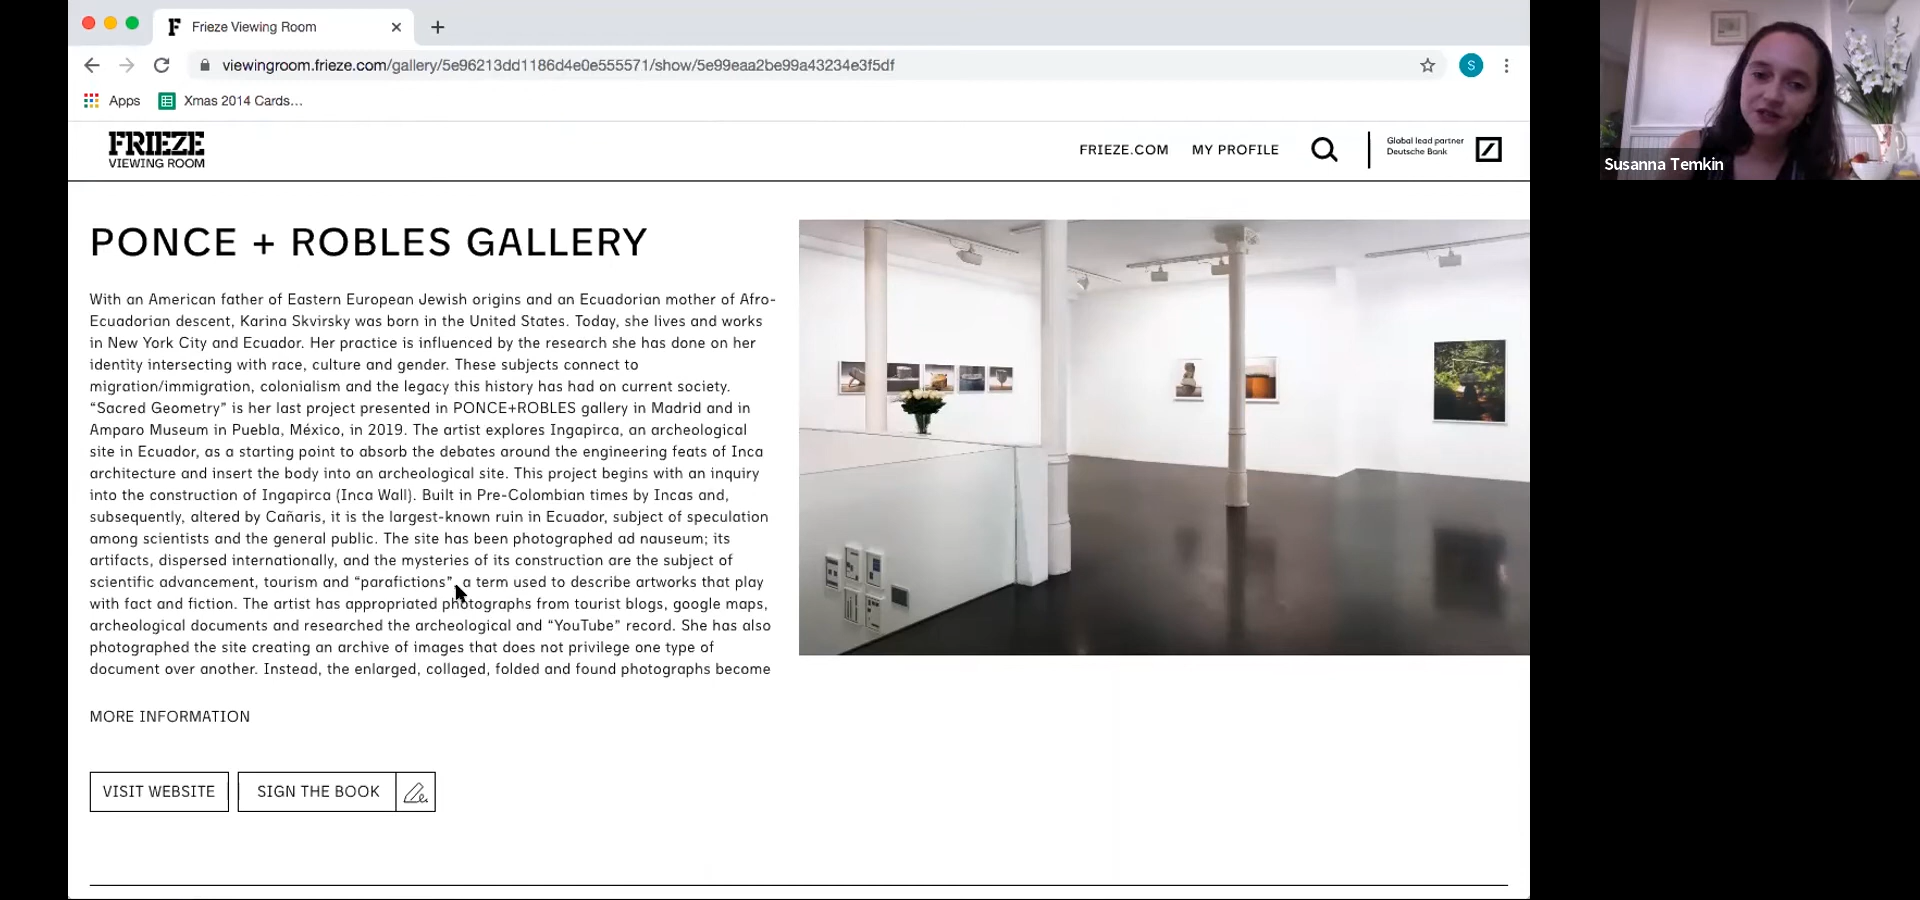 Frieze Viewing Room
viewingroom.frieze.com/gallery/5e96213dd1186d4e0e555571/show/5e99eaa2be99a43234e3f5df
S
Apps
Xmas 2014 Cards...
FRIEZE
VIEWING ROOM
FRIEZE.COM
MY PROFILE
Global lead partner
Deutsche Bank
Susanna Temkin
PONCE + ROBLES GALLERY
With an American father of Eastern European Jewish origins and an Ecuadorian mother of Afro-
Ecuadorian descent, Karina Skvirsky was born in the United States. Today, she lives and works
in New York City and Ecuador. Her practice is influenced by the research she has done on her
identity intersecting with race, culture and gender. These subjects connect to
migration/immigration, colonialism and the legacy this history has had on current society.
“Sacred Geometry” is her last project presented in PONCE+ROBLES gallery in Madrid and in
Amparo Museum in Puebla, México, in 2019. The artist explores Ingapirca, an archeological
site in Ecuador, as a starting point to absorb the debates around the engineering feats of Inca
architecture and insert the body into an archeological site. This project begins with an inquiry
into the construction of Ingapirca (Inca Wall). Built in Pre-Colombian times by Incas and,
subsequently, altered by Cañaris, it is the largest-known ruin in Ecuador, subject of speculation
among scientists and the general public. The site has been photographed ad nauseum; its
artifacts, dispersed internationally, and the mysteries of its construction are the subject of
scientific advancement, tourism and “parafictions”, a term used to describe artworks that play
with fact and fiction. The artist has appropriated photographs from tourist blogs, google maps,
archeological documents and researched the archeological and “YouTube” record. She has also
photographed the site creating an archive of images that does not privilege one type of
document over another. Instead, the enlarged, collaged, folded and found photographs become
MORE INFORMATION
VISIT WEBSITE
SIGN THE BOOK